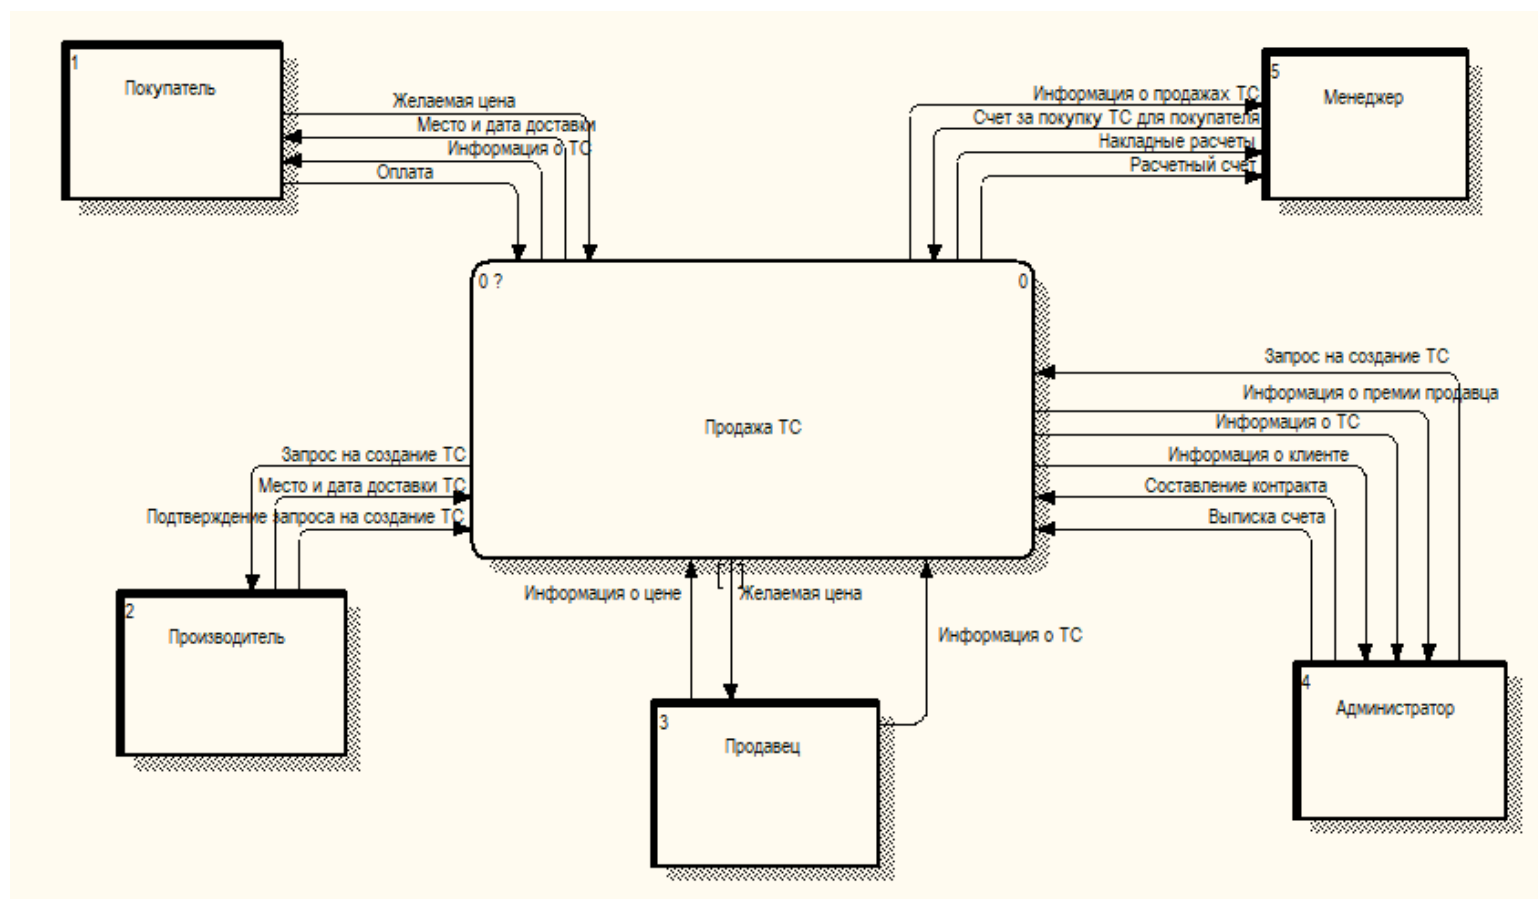 1
Покупатель
Желаемая цена
Место и дата доставки
Информация о ТС
Оплата
5
Менеджер
Информация о продажах ТС
Счет за покупку ТС для покупателя
Накладные расчеты
Расчетный счет
0 ?
0
Продажа ТС
Запрос на создание ТС
Информация о премии продавца
Информация о ТС
Информация о клиенте
Составление контракта
Выписка счета
Запрос на создание ТС
Место и дата доставки ТС
Подтверждение запроса на создание ТС
2
Производитель
Информация о цене
Желаемая цена
Информация о ТС
3
Продавец
4
Администратор